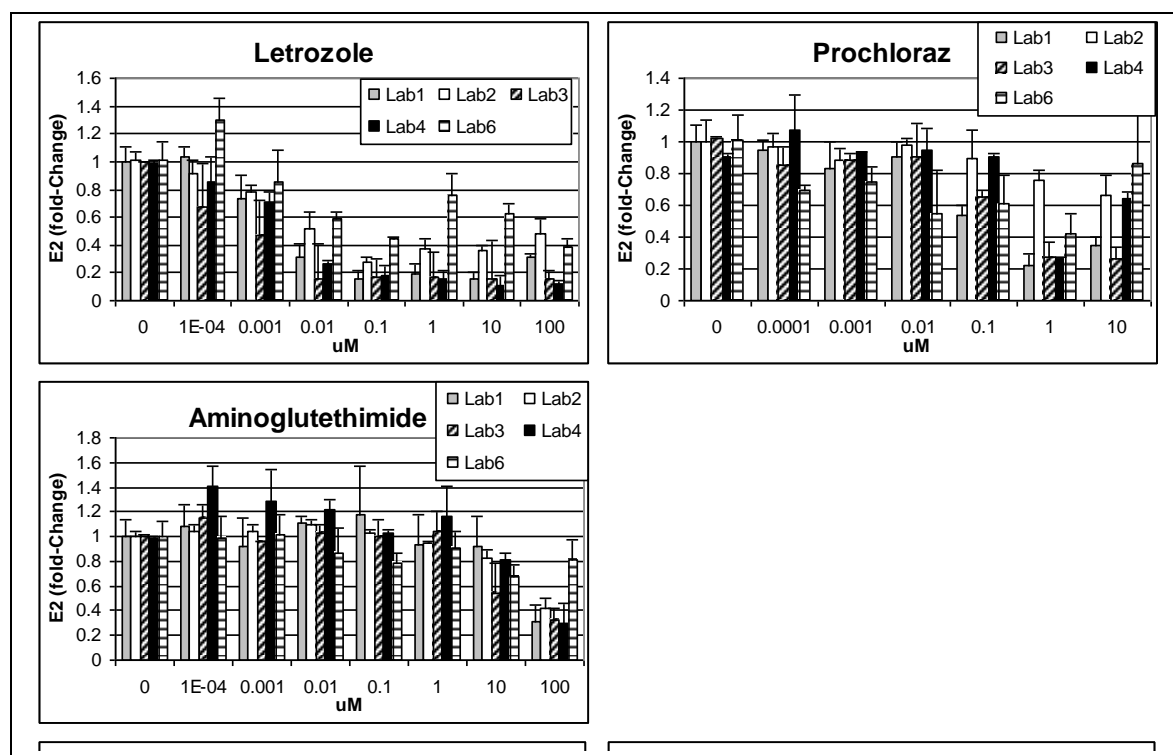 Letrozole
E2 (fold-Change)
1.6
1.4
1.2
1
0.8
0.6
0.4
0.2
0
Lab1 Lab2 Lab3
Lab4 Lab6
0 1E-04 0.001 0.01 0.1 1 10 100
uM
Prochloraz
E2 (fold-Change)
1.4
1.2
1
0.8
0.6
0.4
0.2
0
Lab1 Lab2
Lab3 Lab4
Lab6
0 0.0001 0.001 0.01 0.1 1 10
uM
Aminoglutethimide
E2 (fold-Change)
1.8
1.6
1.4
1.2
1
0.8
0.6
0.4
0.2
0
Lab1 Lab2
Lab3 Lab4
Lab6
0 1E-04 0.001 0.01 0.1 1 10 100
uM